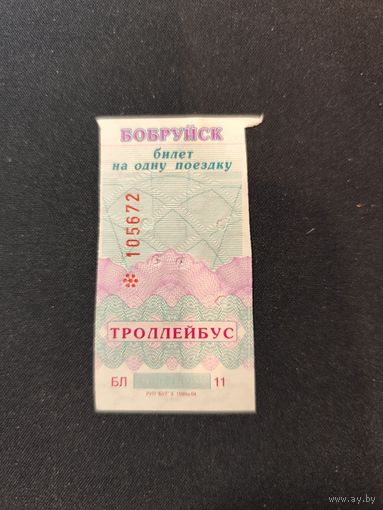 БОБРУЙСК
билет
на одну поездку
105672
ТРОЛЛЕЙБУС
БЛ 11
www.ay.by